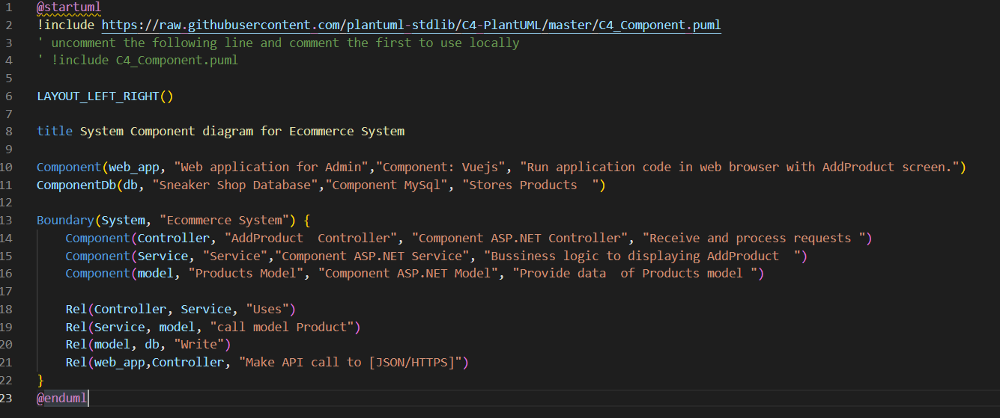 1 @startuml
2 !include https://raw.githubusercontent.com/plantuml-stdlib/C4-PlantUML/master/C4_Component.puml
3 ' uncomment the following line and comment the first to use locally
4 ' !include C4_Component.puml
5
6 LAYOUT_LEFT_RIGHT()
7
8 title System Component diagram for Ecommerce System
9
10 Component(web_app, "Web application for Admin","Component: Vuejs", "Run application code in web browser with AddProduct screen.")
11 ComponentDb(db, "Sneaker Shop Database","Component MySql", "Stores Products  ")
12
13 Boundary(System, "Ecommerce System") {
14     Component(Controller, "AddProduct  Controller", "Component ASP.NET Controller", "Receive and process requests ")
15     Component(Service, "Service","Component ASP.NET Service", "Bussiness logic to displaying AddProduct  ")
16     Component(model, "Products Model", "Component ASP.NET Model", "Provide data  of Products model ")
17
18     Rel(Controller, Service, "Uses")
19     Rel(Service, model, "call model Product")
20     Rel(model, db, "Write")
21     Rel(web_app,Controller, "Make API call to [JSON/HTTPS]")
22 }
23 @enduml